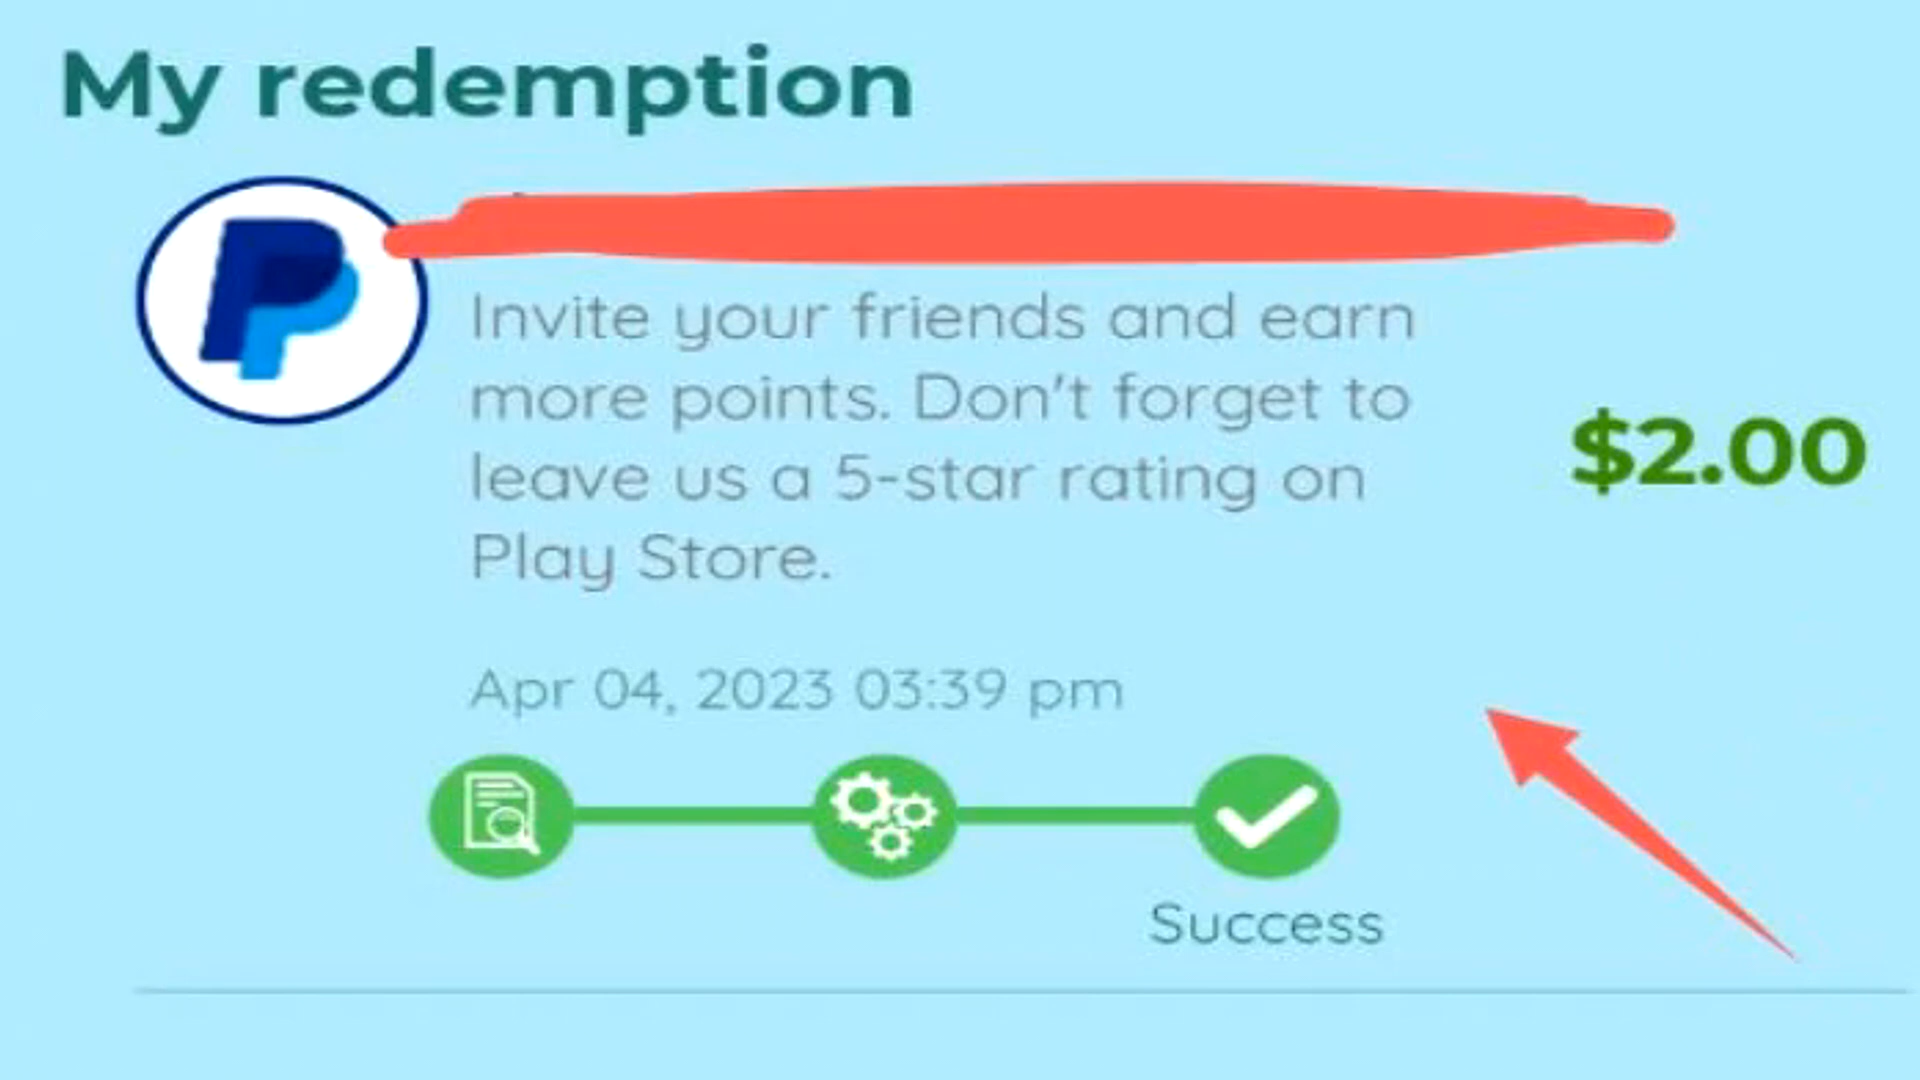 My redemption
Invite your friends and earn
more points. Don't forget to
leave us a 5-star rating on
Play Store.
$2.00
Apr 04, 2023 03:39 pm
Success